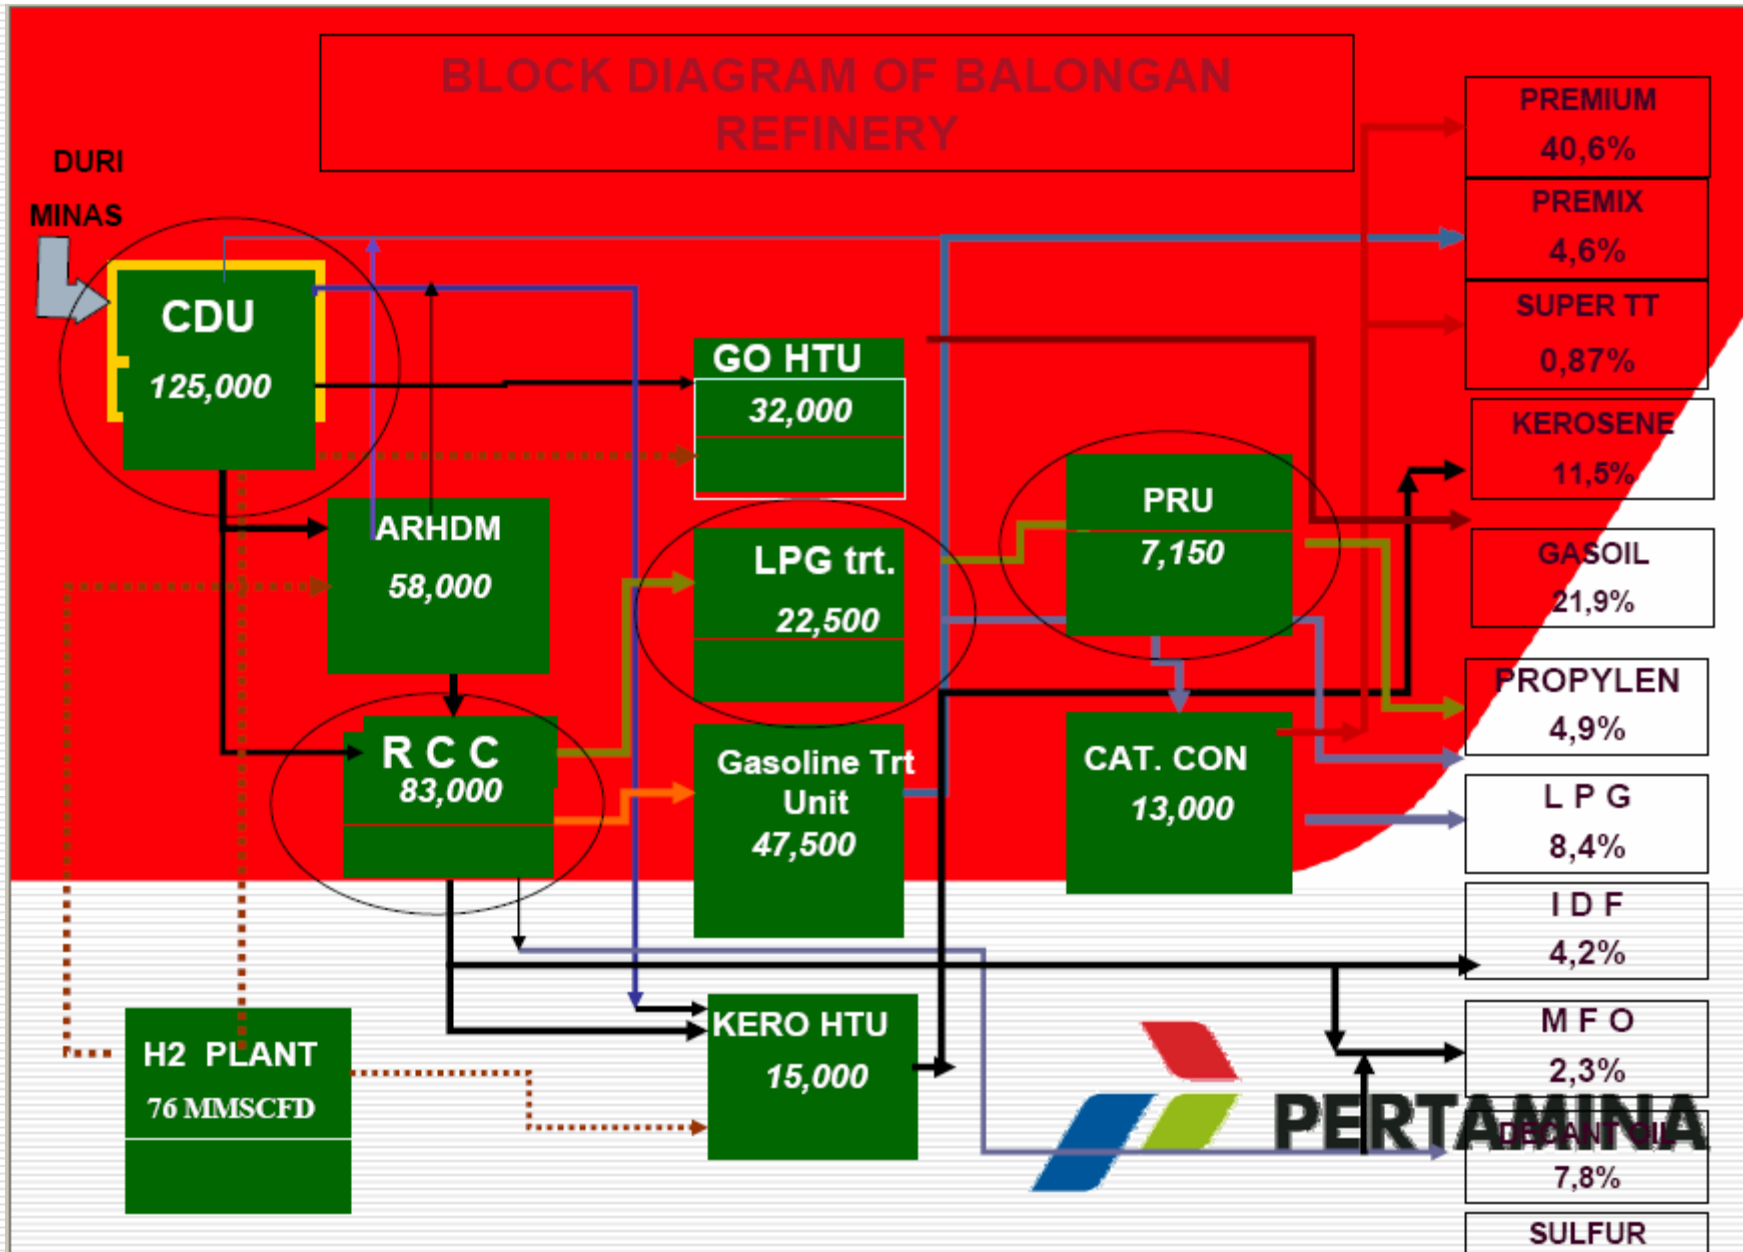 BLOCK DIAGRAM OF BALONGAN
REFINERY
DURI
MINAS
CDU
125,000
ARHDM
58,000
R C C
83,000
H2 PLANT
76 MMSCFD
GO HTU
32,000
LPG trt.
22,500
Gasoline Trt
Unit
47,500
KERO HTU
15,000
PRU
7,150
CAT. CON
13,000
PREMIUM
40,6%
PREMIX
4,6%
SUPER TT
0,87%
KEROSENE
11,5%
GASOIL
21,9%
PROPYLEN
4,9%
L P G
8,4%
I D F
4,2%
M F O
2,3%
PERTAMINA
DECANT OIL
7,8%
SULFUR